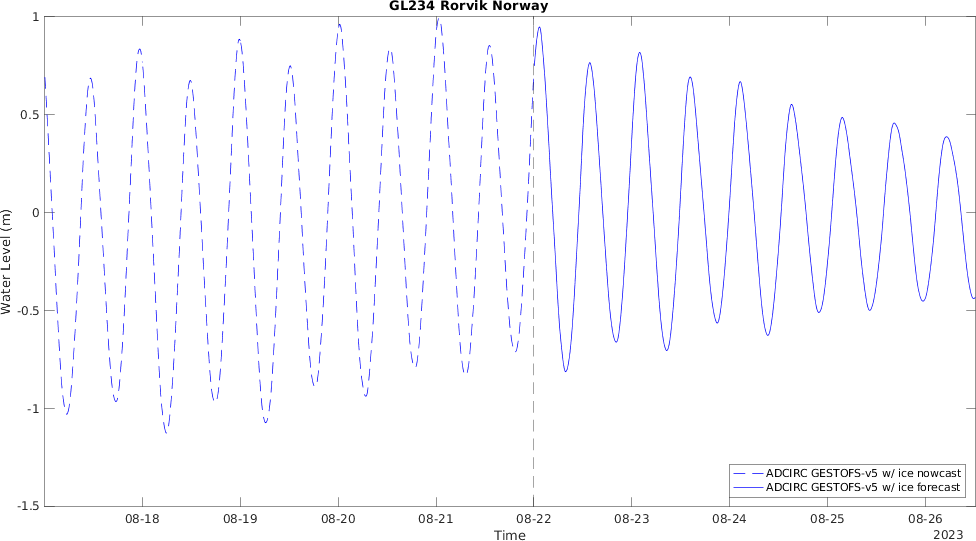 GL234 Rorvik Norway
1
0.5
0
-0.5
-1
-1.5
Water Level (m)
08-18 08-19 08-20 08-21 08-22 08-23 08-24 08-25 08-26
Time
2023
ADCIRC GESTOFS-v5 w/ ice nowcast
ADCIRC GESTOFS-v5 w/ ice forecast